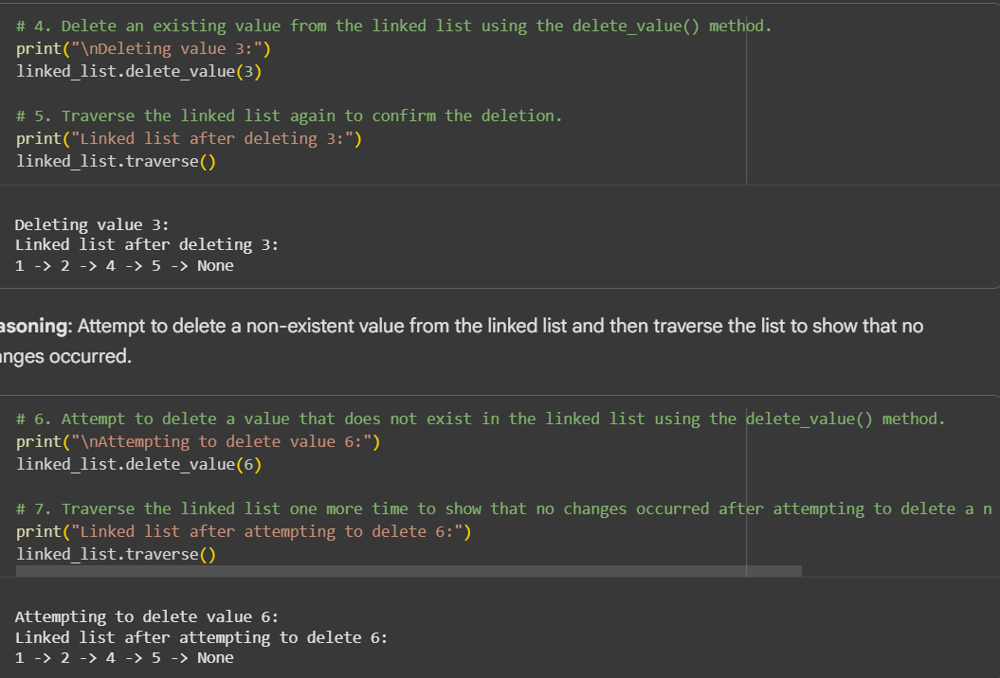 # 4. Delete an existing value from the linked list using the delete_value() method.
print("\nDeleting value 3:")
linked_list.delete_value(3)
# 5. Traverse the linked list again to confirm the deletion.
print("Linked list after deleting 3:")
linked_list.traverse()
Deleting value 3:
Linked list after deleting 3:
1 -> 2 -> 4 -> 5 -> None
asoning: Attempt to delete a non-existent value from the linked list and then traverse the list to show that no
anges occurred.
# 6. Attempt to delete a value that does not exist in the linked list using the delete_value() method.
print("\nAttempting to delete value 6:")
linked_list.delete_value(6)
# 7. Traverse the linked list one more time to show that no changes occurred after attempting to delete a n
print("Linked list after attempting to delete 6:")
linked_list.traverse()
Attempting to delete value 6:
Linked list after attempting to delete 6:
1 -> 2 -> 4 -> 5 -> None